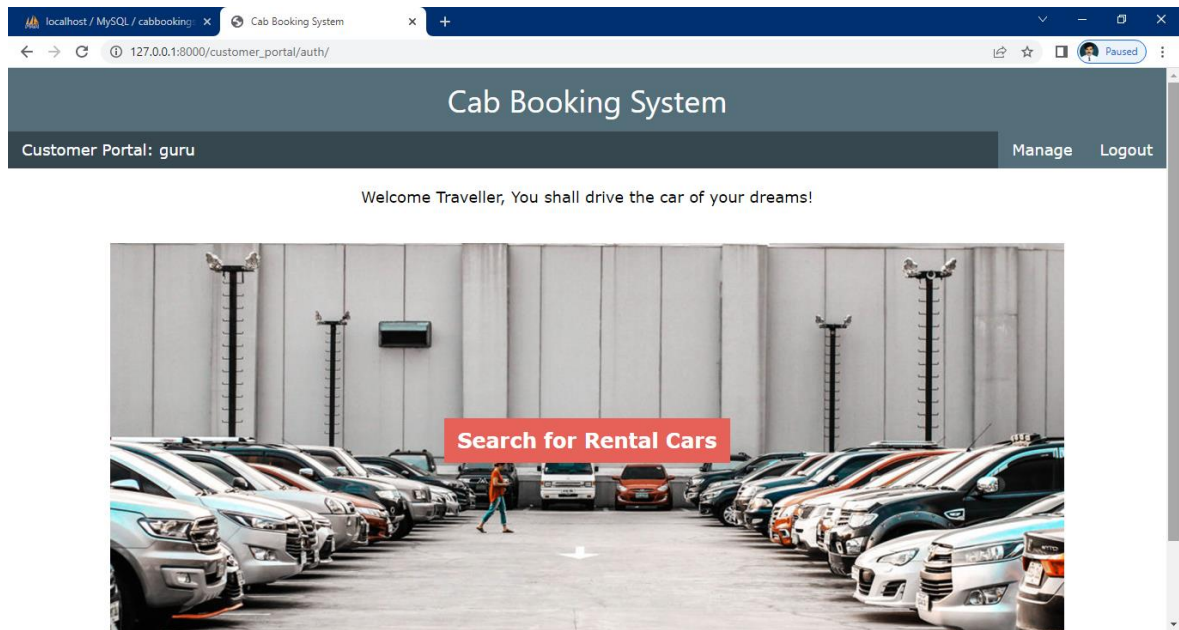 localhost / MySQL / cabbooking
Cab Booking System
127.0.0.1:8000/customer_portal/auth/
Paused
Cab Booking System
Customer Portal: guru
Manage
Logout
Welcome Traveller, You shall drive the car of your dreams!
Search for Rental Cars